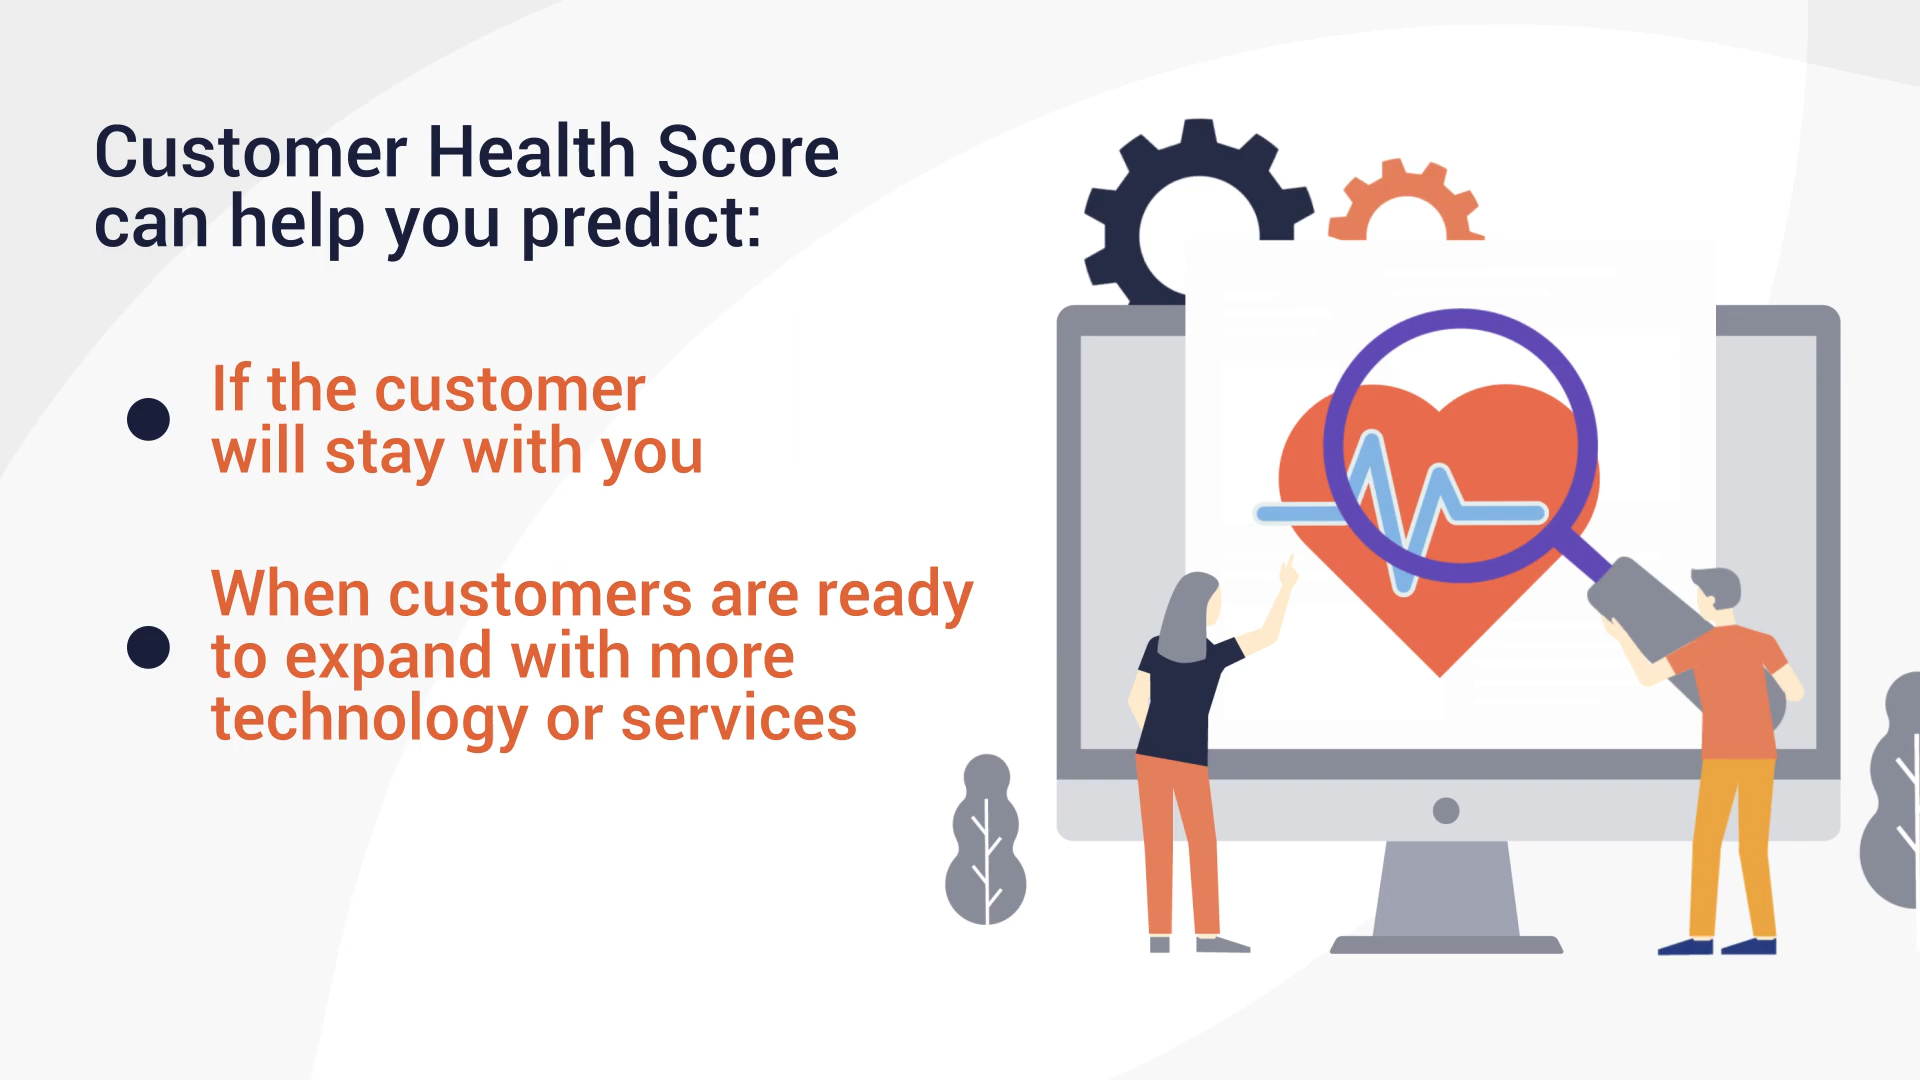 Customer Health Score
can help you predict:
If the customer
will stay with you
When customers are ready
to expand with more
technology or services